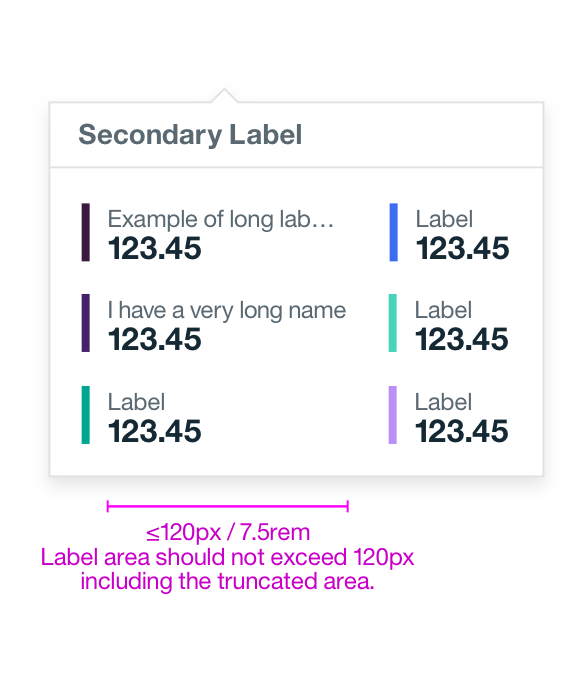 Secondary Label
Example of long lab…
123.45
Label
123.45
I have a very long name
123.45
Label
123.45
Label
123.45
Label
123.45
≤120px / 7.5rem
Label area should not exceed 120px
including the truncated area.